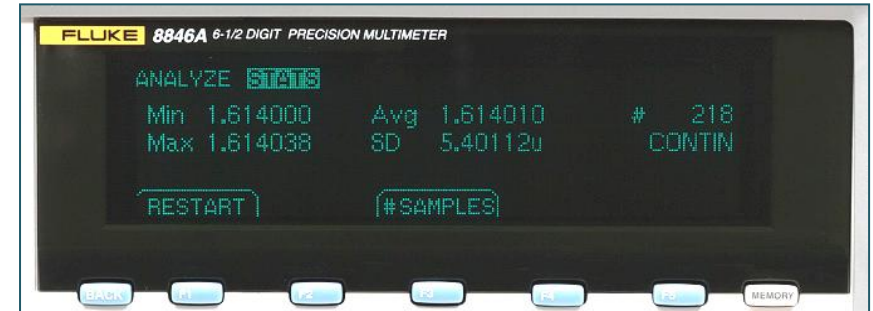 FLUKE 8846A 6-1/2 DIGIT PRECISION MULTIMETER
ANALYZE STATS
Min 1.614000 Avg 1.614010 # 218
Max 1.614038 SD 5.40112u CONTIN
RESTART #SAMPLES
BACK F1 F2 F3 F4 F5 MEMORY